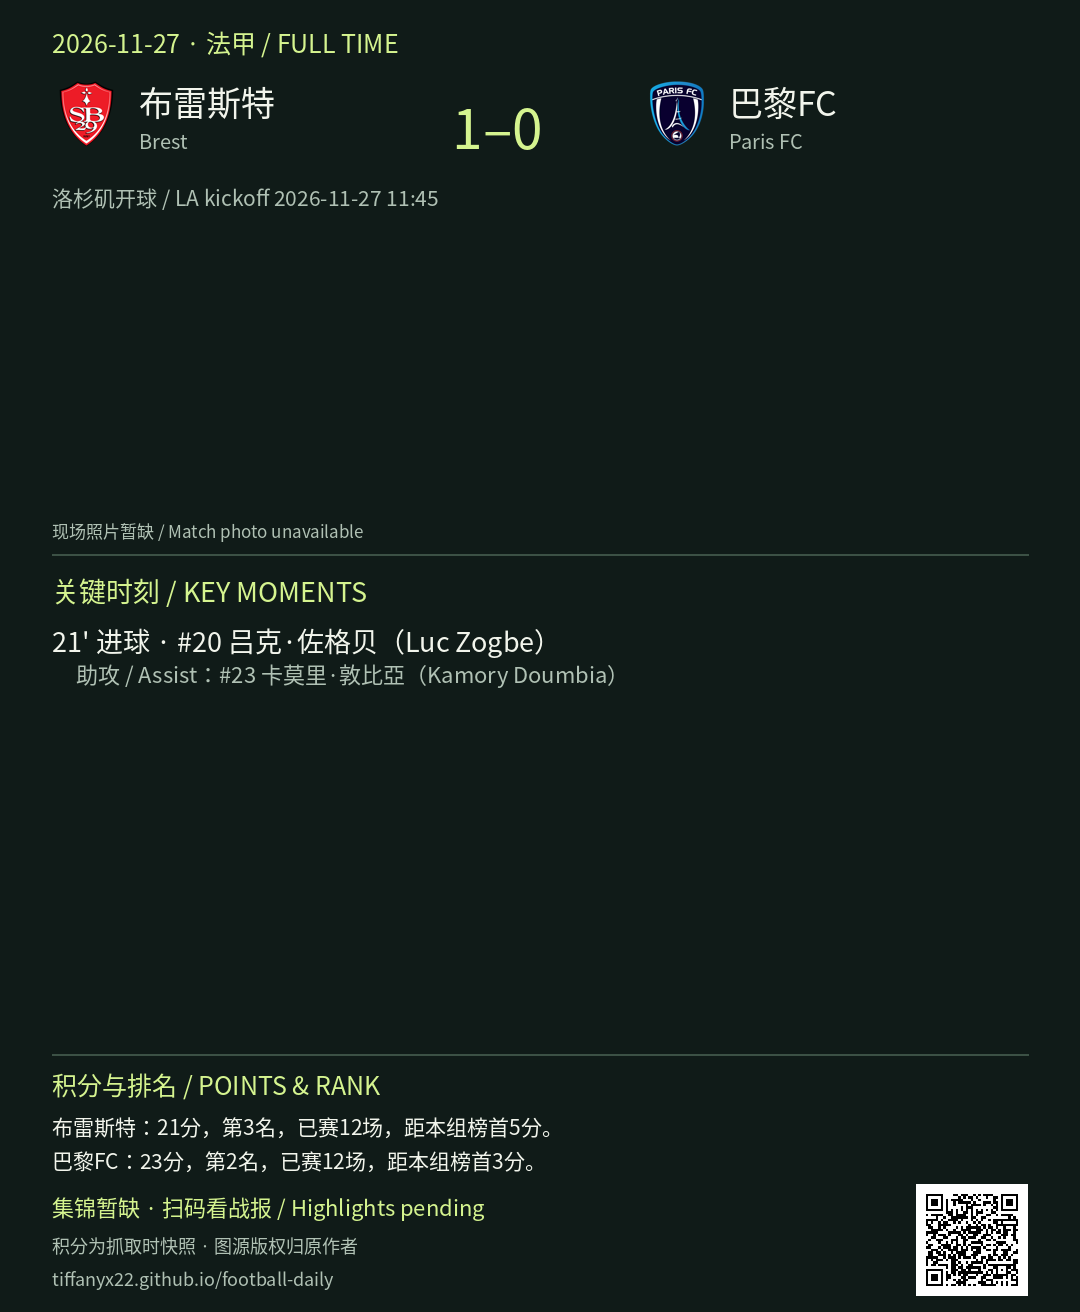 2026-11-27 · 法甲 / FULL TIME
布雷斯特
Brest
SB
29
1–0
PARIS FC
巴黎FC
Paris FC
洛杉矶开球 / LA kickoff 2026-11-27 11:45
现场照片暂缺 / Match photo unavailable
关键时刻 / KEY MOMENTS
21' 进球 · #20 吕克·佐格贝（Luc Zogbe）
助攻 / Assist：#23 卡莫里·敦比亞（Kamory Doumbia）
积分与排名 / POINTS & RANK
布雷斯特：21分，第3名，已赛12场，距本组榜首5分。
巴黎FC：23分，第2名，已赛12场，距本组榜首3分。
集锦暂缺 · 扫码看战报 / Highlights pending
积分为抓取时快照 · 图源版权归原作者
tiffanyx22.github.io/football-daily